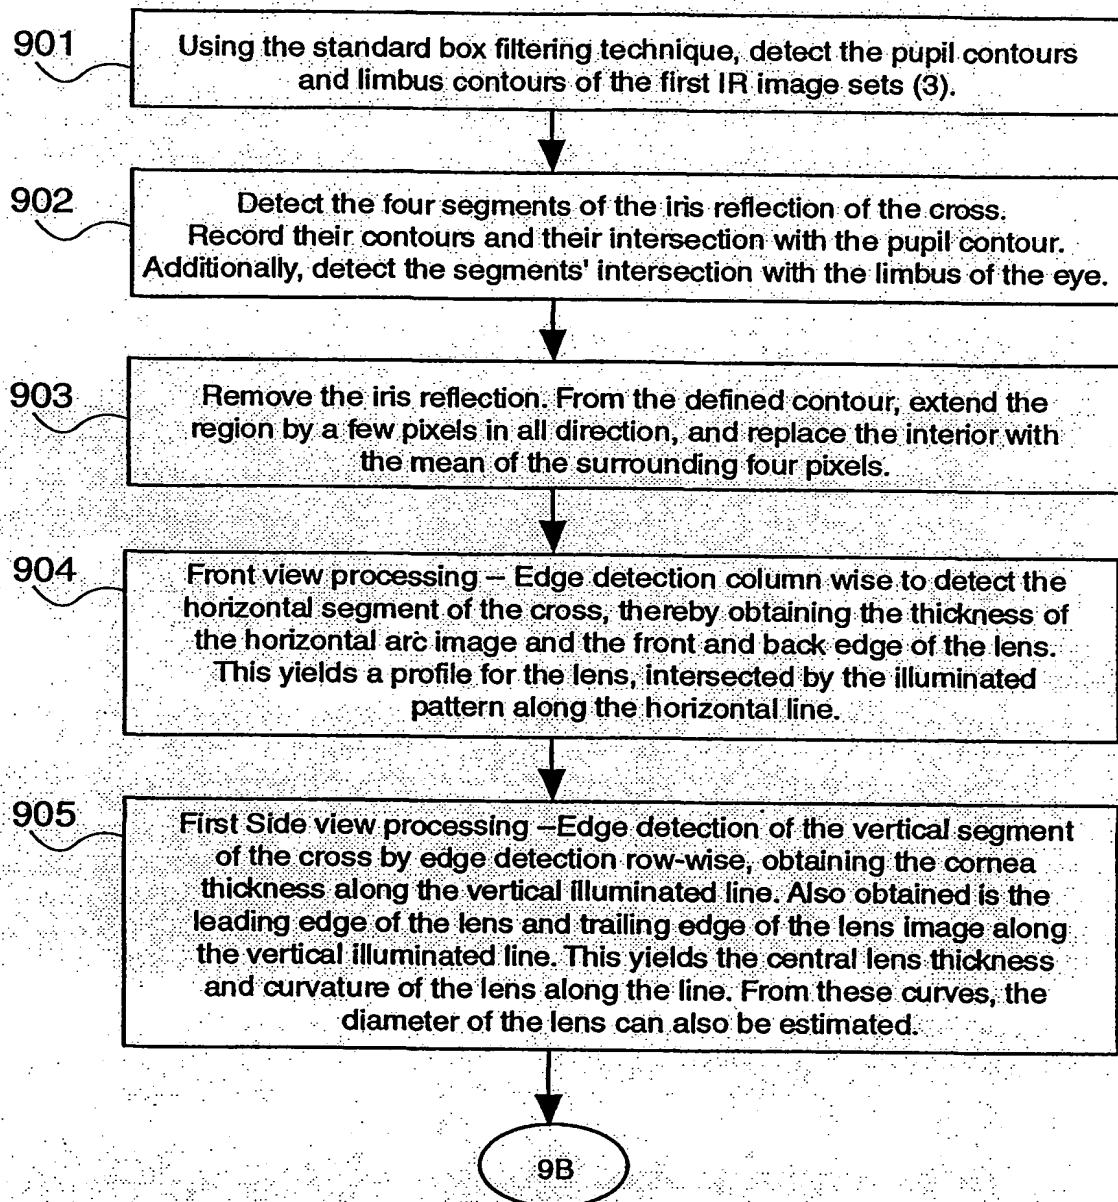 901
Using the standard box filtering technique, detect the pupil contours
and limbus contours of the first IR image sets (3).
902
Detect the four segments of the iris reflection of the cross.
Record their contours and their intersection with the pupil contour.
Additionally, detect the segments' intersection with the limbus of the eye.
903
Remove the iris reflection. From the defined contour, extend the
region by a few pixels in all direction, and replace the interior with
the mean of the surrounding four pixels.
904
Front view processing – Edge detection column wise to detect the
horizontal segment of the cross, thereby obtaining the thickness of
the horizontal arc image and the front and back edge of the lens.
This yields a profile for the lens, intersected by the illuminated
pattern along the horizontal line.
905
First Side view processing –Edge detection of the vertical segment
of the cross by edge detection row-wise, obtaining the cornea
thickness along the vertical illuminated line. Also obtained is the
leading edge of the lens and trailing edge of the lens image along
the vertical illuminated line. This yields the central lens thickness
and curvature of the lens along the line. From these curves, the
diameter of the lens can also be estimated.
9B